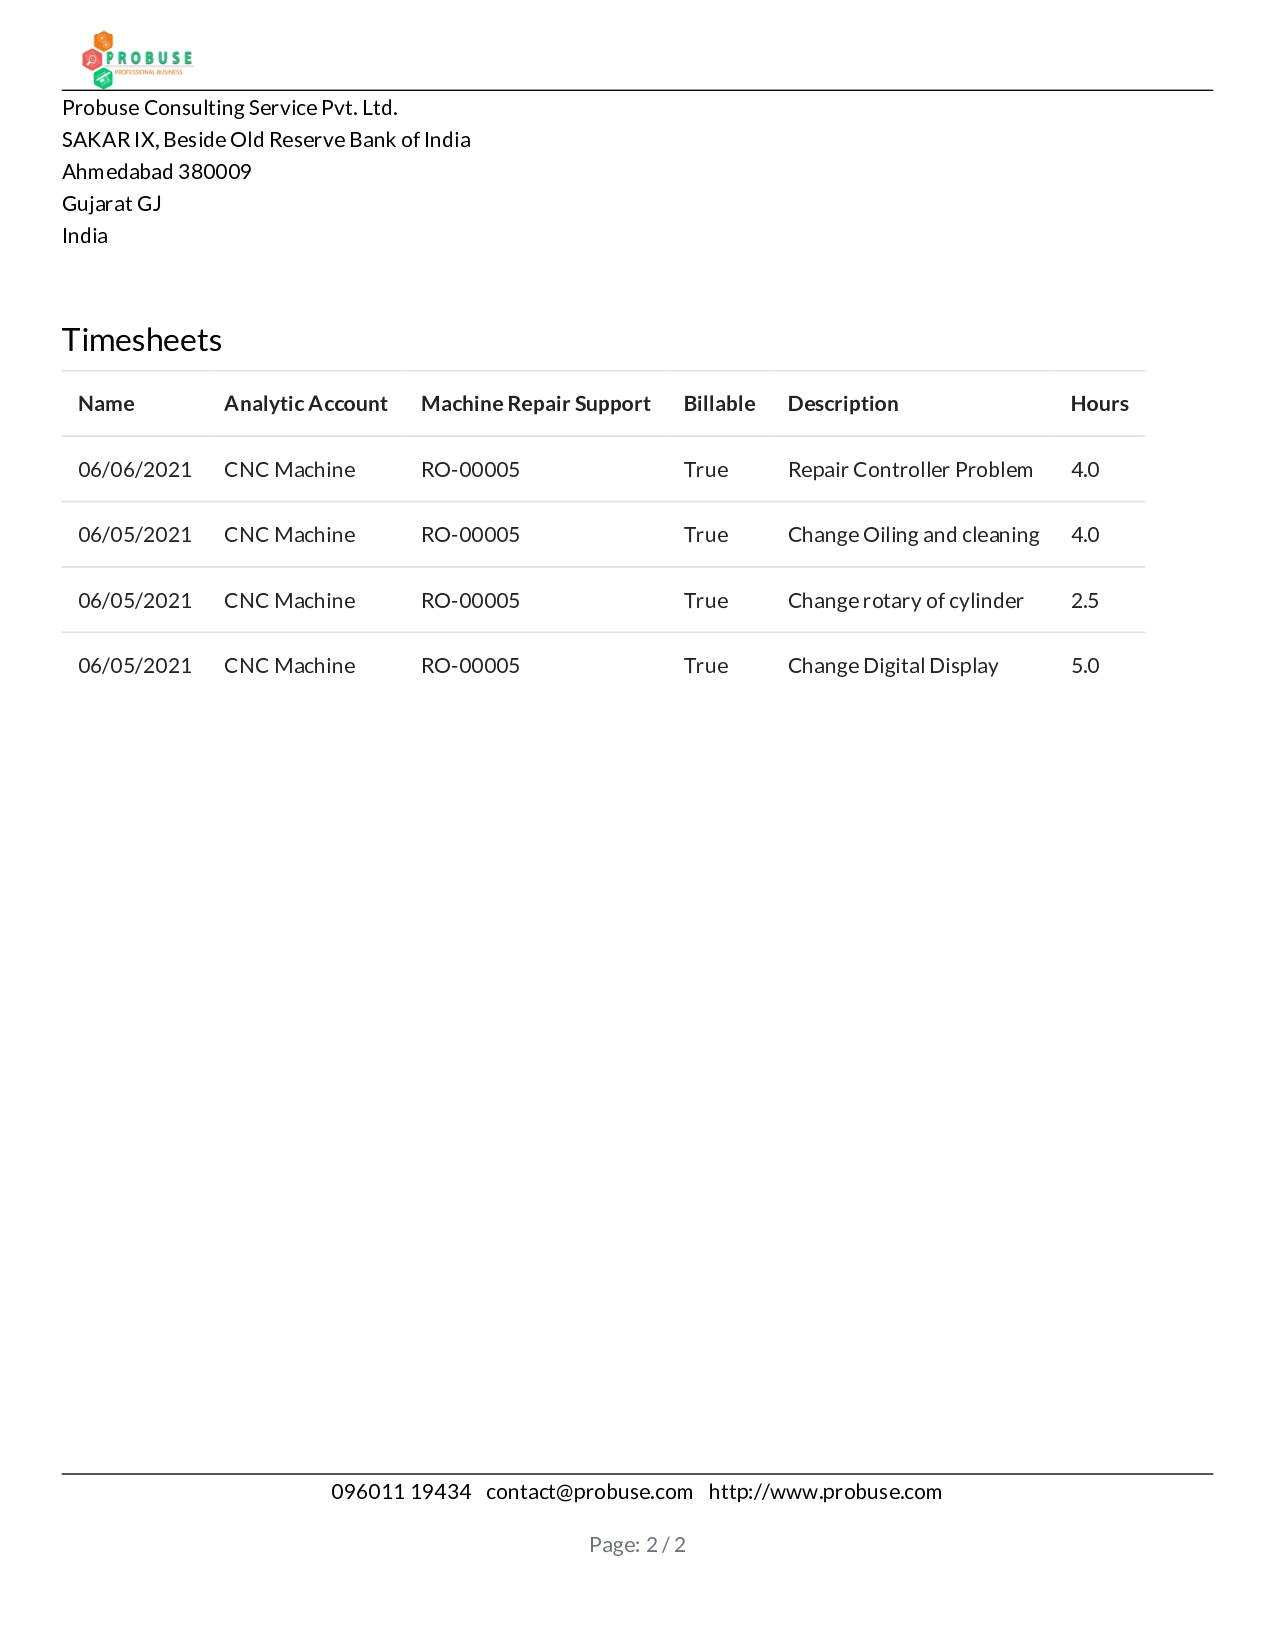 PROBUSE
PROFESSIONAL BUSINESS
Probuse Consulting Service Pvt. Ltd.
SAKAR IX, Beside Old Reserve Bank of India
Ahmedabad 380009
Gujarat GJ
India
Timesheets
Name Analytic Account Machine Repair Support Billable Description Hours
06/06/2021 CNC Machine RO-00005 True Repair Controller Problem 4.0
06/05/2021 CNC Machine RO-00005 True Change Oiling and cleaning 4.0
06/05/2021 CNC Machine RO-00005 True Change rotary of cylinder 2.5
06/05/2021 CNC Machine RO-00005 True Change Digital Display 5.0
096011 19434 contact@probuse.com http://www.probuse.com
Page: 2 / 2